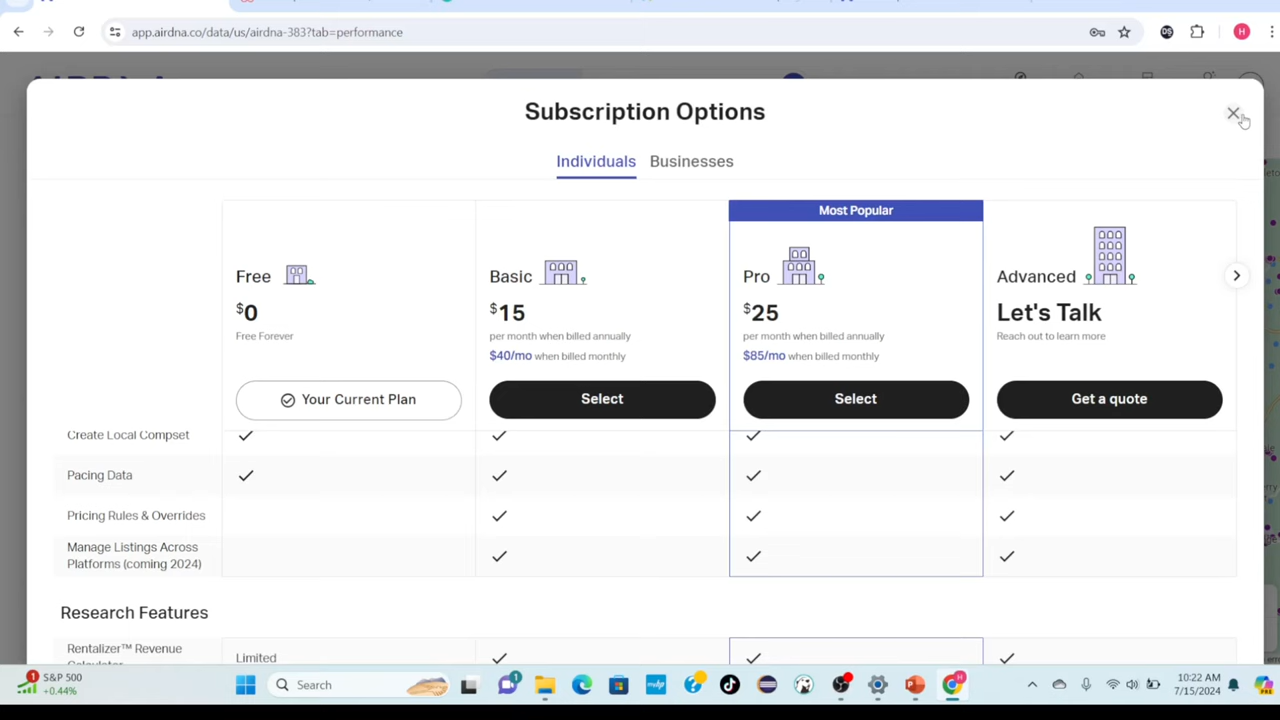 app.airdna.co/data/us/airdna-383?tab=performance
DS
H
Subscription Options
Individuals
Businesses
Most Popular
Free
Basic
Pro
Advanced
$0
$15
$25
Let's Talk
Free Forever
per month when billed annually
per month when billed annually
Reach out to learn more
$40/mo when billed monthly
$85/mo when billed monthly
Your Current Plan
Select
Select
Get a quote
Create Local Compset
Pacing Data
Pricing Rules & Overrides
Manage Listings Across
Platforms (coming 2024)
Research Features
Rentalizer™ Revenue
Calculator
Limited
1
S&P 500
+0.44%
Search
1
H
10:22 AM
7/15/2024